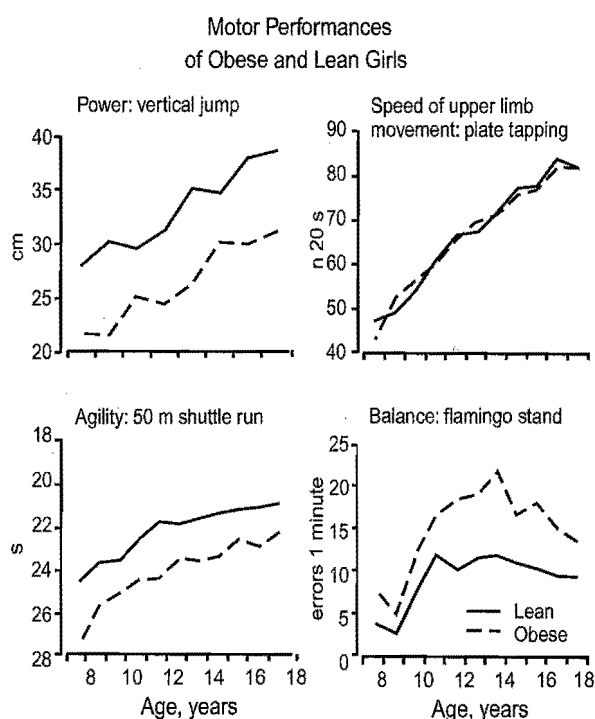 Motor Performances
of Obese and Lean Girls
Power: vertical jump
40
35
30
25
20
cm
Speed of upper limb
movement: plate tapping
90
80
70
60
50
40
n 20 s
Agility: 50 m shuttle run
18
20
22
24
26
28
s
8 10 12 14 16 18
Age, years
Balance: flamingo stand
25
20
15
10
5
0
errors 1 minute
Lean
Obese
8 10 12 14 16 18
Age, years